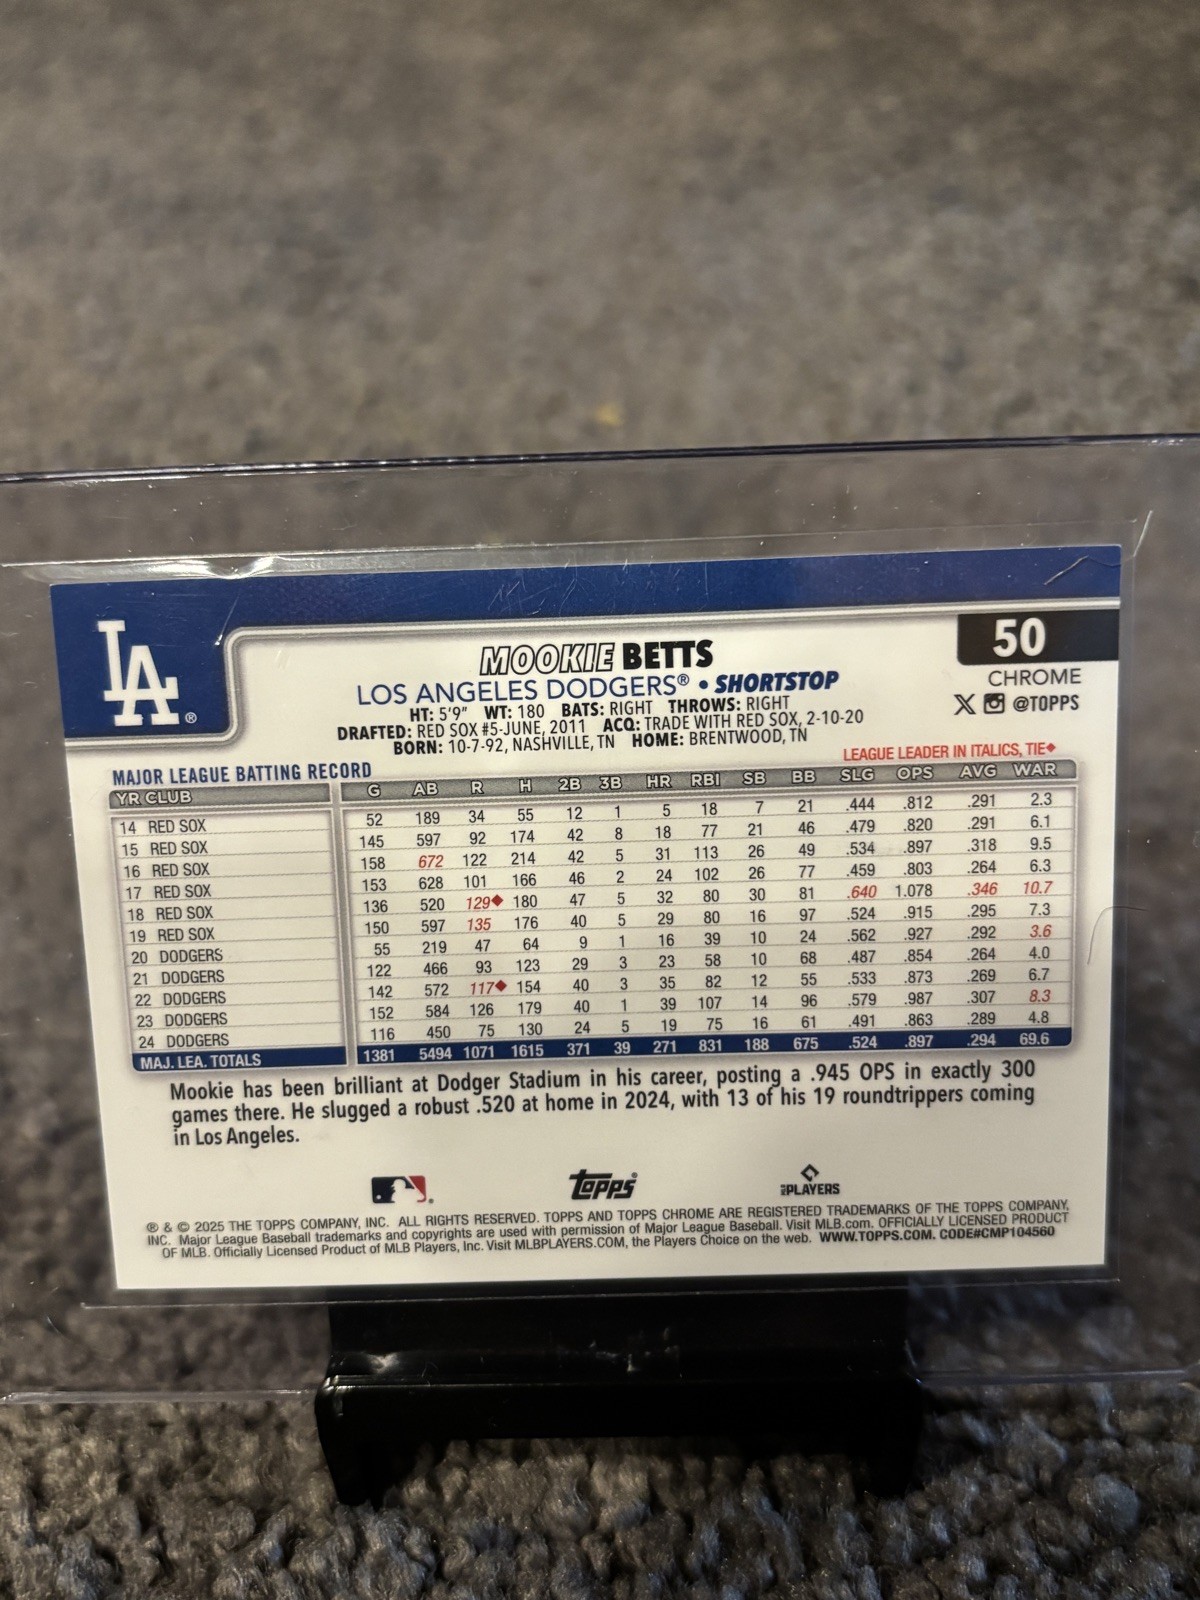 LA®
50
MOOKIE BETTS
CHROME
LOS ANGELES DODGERS® • SHORTSTOP
X @TOPPS
HT: 5'9" WT: 180 BATS: RIGHT THROWS: RIGHT
DRAFTED: RED SOX #5-JUNE, 2011 ACQ: TRADE WITH RED SOX, 2-10-20
BORN: 10-7-92, NASHVILLE, TN HOME: BRENTWOOD, TN
LEAGUE LEADER IN ITALICS, TIE◆
MAJOR LEAGUE BATTING RECORD
YR CLUB G AB R H 2B 3B HR RBI SB BB SLG OPS AVG WAR
14 RED SOX 52 189 34 55 12 1 5 18 7 21 .444 .812 .291 2.3
15 RED SOX 145 597 92 174 42 8 18 77 21 46 .479 .820 .291 6.1
16 RED SOX 158 672 122 214 42 5 31 113 26 49 .534 .897 .318 9.5
17 RED SOX 153 628 101 166 46 2 24 102 26 77 .459 .803 .264 6.3
18 RED SOX 136 520 129◆ 180 47 5 32 80 30 81 .640 1.078 .346 10.7
19 RED SOX 150 597 135 176 40 5 29 80 16 97 .524 .915 .295 7.3
20 DODGERS 55 219 47 64 9 1 16 39 10 24 .562 .927 .292 3.6
21 DODGERS 122 466 93 123 29 3 23 58 10 68 .487 .854 .264 4.0
22 DODGERS 142 572 117◆ 154 40 3 35 82 12 55 .533 .873 .269 6.7
23 DODGERS 152 584 126 179 40 1 39 107 14 96 .579 .987 .307 8.3
24 DODGERS 116 450 75 130 24 5 19 75 16 61 .491 .863 .289 4.8
MAJ. LEA. TOTALS 1381 5494 1071 1615 371 39 271 831 188 675 .524 .897 .294 69.6
Mookie has been brilliant at Dodger Stadium in his career, posting a .945 OPS in exactly 300
games there. He slugged a robust .520 at home in 2024, with 13 of his 19 roundtrippers coming
in Los Angeles.
topps® MLB PLAYERS
® & © 2025 THE TOPPS COMPANY, INC. ALL RIGHTS RESERVED. TOPPS AND TOPPS CHROME ARE REGISTERED TRADEMARKS OF THE TOPPS COMPANY,
INC. Major League Baseball trademarks and copyrights are used with permission of Major League Baseball. Visit MLB.com. OFFICIALLY LICENSED PRODUCT
OF MLB. Officially Licensed Product of MLB Players, Inc. Visit MLBPLAYERS.COM, the Players Choice on the web. WWW.TOPPS.COM. CODE#CMP104560